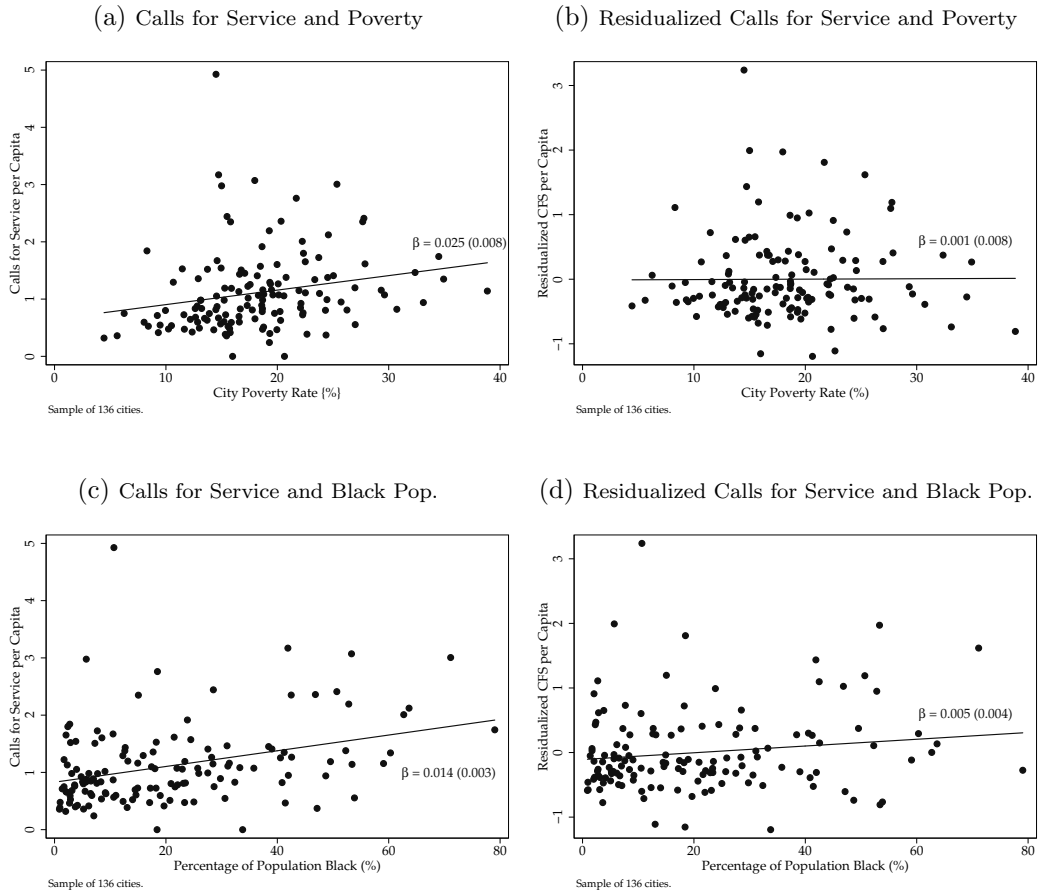 (a) Calls for Service and Poverty
Calls for Service per Capita
5
4
3
2
1
0
β = 0.025 (0.008)
0 10 20 30 40
City Poverty Rate {%}
Sample of 136 cities.
(b) Residualized Calls for Service and Poverty
Residualized CFS per Capita
3
2
1
0
−1
β = 0.001 (0.008)
0 10 20 30 40
City Poverty Rate (%)
Sample of 136 cities.
(c) Calls for Service and Black Pop.
Calls for Service per Capita
5
4
3
2
1
0
β = 0.014 (0.003)
0 20 40 60 80
Percentage of Population Black (%)
Sample of 136 cities.
(d) Residualized Calls for Service and Black Pop.
Residualized CFS per Capita
3
2
1
0
−1
β = 0.005 (0.004)
0 20 40 60 80
Percentage of Population Black (%)
Sample of 136 cities.